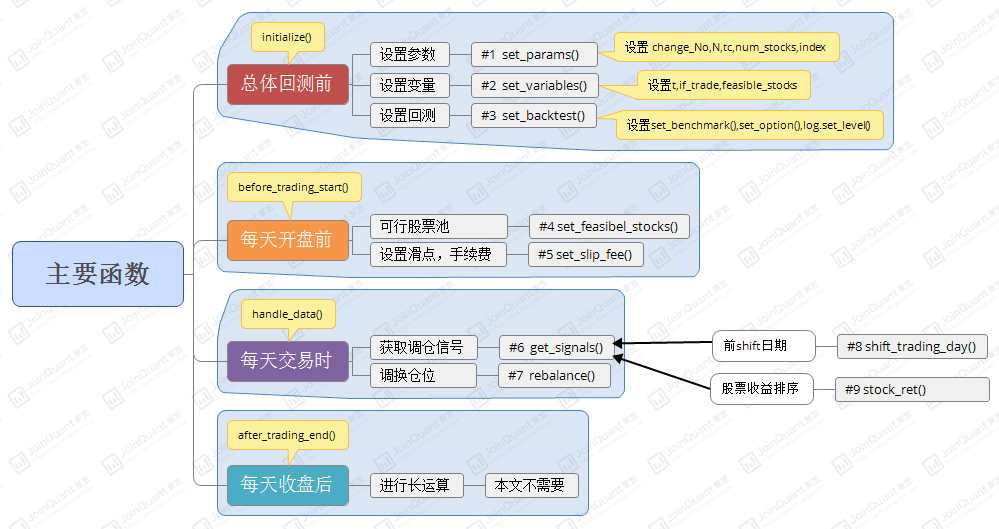 initialize()
总体回测前
设置参数
#1 set_params()
设置 change_No,N,tc,num_stocks,index
设置变量
#2 set_variables()
设置t,if_trade,feasible_stocks
设置回测
#3 set_backtest()
设置set_benchmark(),set_option(),log.set_level()
主要函数
before_trading_start()
每天开盘前
可行股票池
#4 set_feasibel_stocks()
设置滑点，手续费
#5 set_slip_fee()
handle_data()
每天交易时
获取调仓信号
#6 get_signals()
前shift日期
#8 shift_trading_day()
调换仓位
#7 rebalance()
股票收益排序
#9 stock_ret()
after_trading_end()
每天收盘后
进行长运算
本文不需要
JoinQuant 聚宽